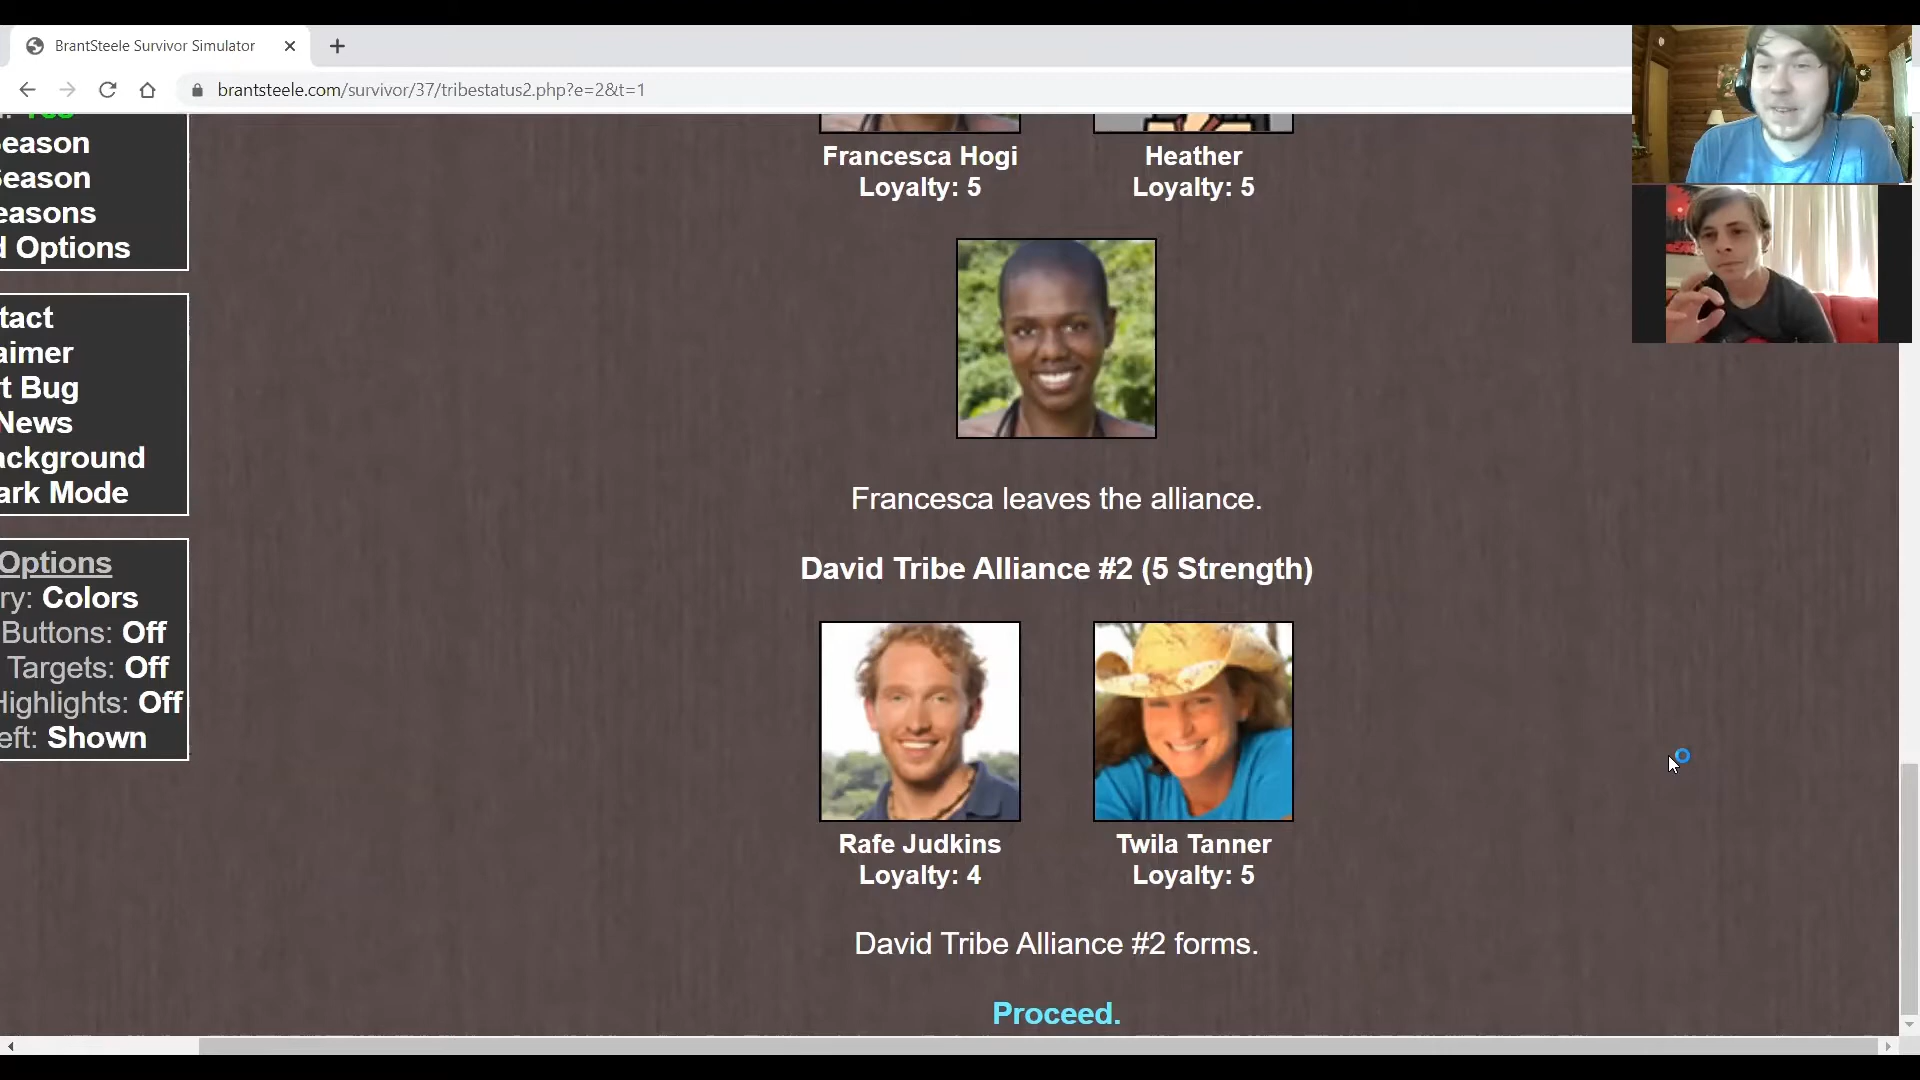 BrantSteele Survivor Simulator
brantsteele.com/survivor/37/tribestatus2.php?e=2&t=1
Yes
eason
Season
easons
d Options
tact
aimer
t Bug
News
ackground
ark Mode
Options
ry: Colors
Buttons: Off
Targets: Off
Highlights: Off
eft: Shown
Francesca Hogi
Loyalty: 5
Heather
Loyalty: 5
Francesca leaves the alliance.
David Tribe Alliance #2 (5 Strength)
Rafe Judkins
Loyalty: 4
Twila Tanner
Loyalty: 5
David Tribe Alliance #2 forms.
Proceed.